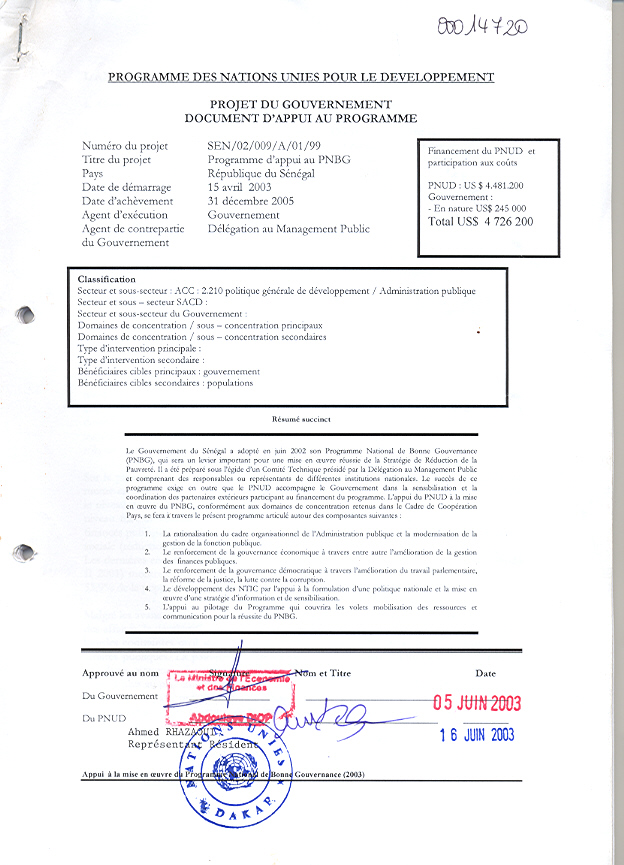 00014720
PROGRAMME DES NATIONS UNIES POUR LE DEVELOPPEMENT
PROJET DU GOUVERNEMENT
DOCUMENT D'APPUI AU PROGRAMME
Numéro du projet SEN/02/009/A/01/99
Titre du projet Programme d'appui au PNBG
Pays République du Sénégal
Date de démarrage 15 avril 2003
Date d'achèvement 31 décembre 2005
Agent d'exécution Gouvernement
Agent de contrepartie Délégation au Management Public
du Gouvernement
Financement du PNUD et
participation aux coûts
PNUD : US $ 4.481.200
Gouvernement :
- En nature US$ 245 000
Total US$ 4 726 200
Classification
Secteur et sous-secteur : ACC : 2.210 politique générale de développement / Administration publique
Secteur et sous – secteur SACD :
Secteur et sous-secteur du Gouvernement :
Domaines de concentration / sous – concentration principaux
Domaines de concentration / sous – concentration secondaires
Type d'intervention principale :
Type d'intervention secondaire :
Bénéficiaires cibles principaux : gouvernement
Bénéficiaires cibles secondaires : populations
Résumé succinct
Le Gouvernement du Sénégal a adopté en juin 2002 son Programme National de Bonne Gouvernance
(PNBG), qui sera un levier important pour une mise en œuvre réussie de la Stratégie de Réduction de la
Pauvreté. Il a été préparé sous l'égide d'un Comité Technique présidé par la Délégation au Management Public
et comprenant des responsables ou représentants de différentes institutions nationales. Le succès de ce
programme exige en outre que le PNUD accompagne le Gouvernement dans la sensibilisation et la
coordination des partenaires extérieurs participant au financement du programme. L'appui du PNUD à la mise
en œuvre du PNBG, conformément aux domaines de concentration retenus dans le Cadre de Coopération
Pays, se fera à travers le présent programme articulé autour des composantes suivantes :
1. La rationalisation du cadre organisationnel de l'Administration publique et la modernisation de la
gestion de la fonction publique.
2. Le renforcement de la gouvernance économique à travers entre autre l'amélioration de la gestion
des finances publiques.
3. Le renforcement de la gouvernance démocratique à travers l'amélioration du travail parlementaire,
la réforme de la justice, la lutte contre la corruption.
4. Le développement des NTIC par l'appui à la formulation d'une politique nationale et la mise en
œuvre d'une stratégie d'information et de sensibilisation.
5. L'appui au pilotage du Programme qui couvrira les volets mobilisation des ressources et
communication pour la réussite du PNBG.
Approuvé au nom Signature Nom et Titre Date
Le Ministre de l'Economie
et des Finances
Du Gouvernement 05 JUIN 2003
Abdoulaye DIOP
Du PNUD 16 JUIN 2003
Ahmed RHAZAOUI
Représentant Résident
NATIONS UNIES
DAKAR
Appui à la mise en œuvre du Programme National de Bonne Gouvernance (2003)